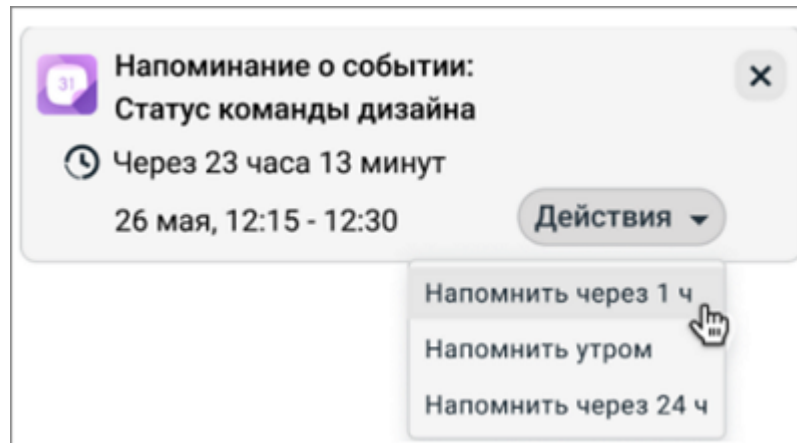 31
Напоминание о событии:
Статус команды дизайна
Через 23 часа 13 минут
26 мая, 12:15 - 12:30
Действия
Напомнить через 1 ч
Напомнить утром
Напомнить через 24 ч